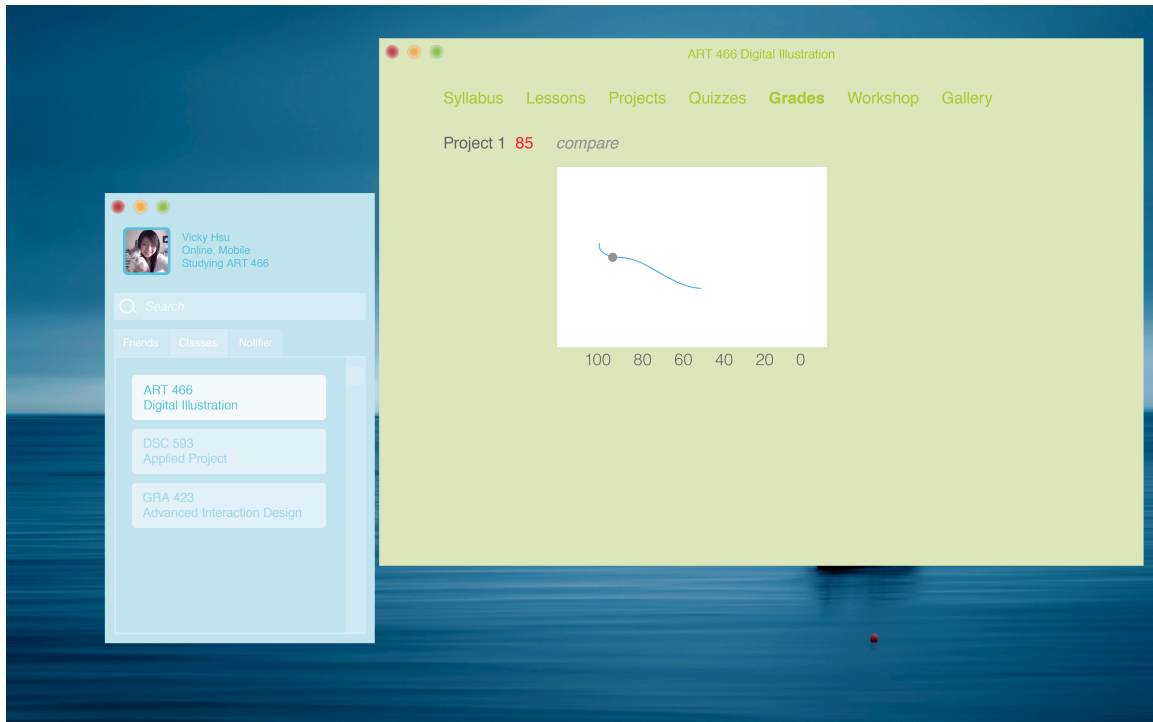 ART 466 Digital Illustration
Syllabus Lessons Projects Quizzes Grades Workshop Gallery
Project 1 85 compare
100 80 60 40 20 0
Vicky Hsu
Online, Mobile
Studying ART 466
Search
Friends Classes Notifier
ART 466
Digital Illustration
DSC 593
Applied Project
GRA 423
Advanced Interaction Design